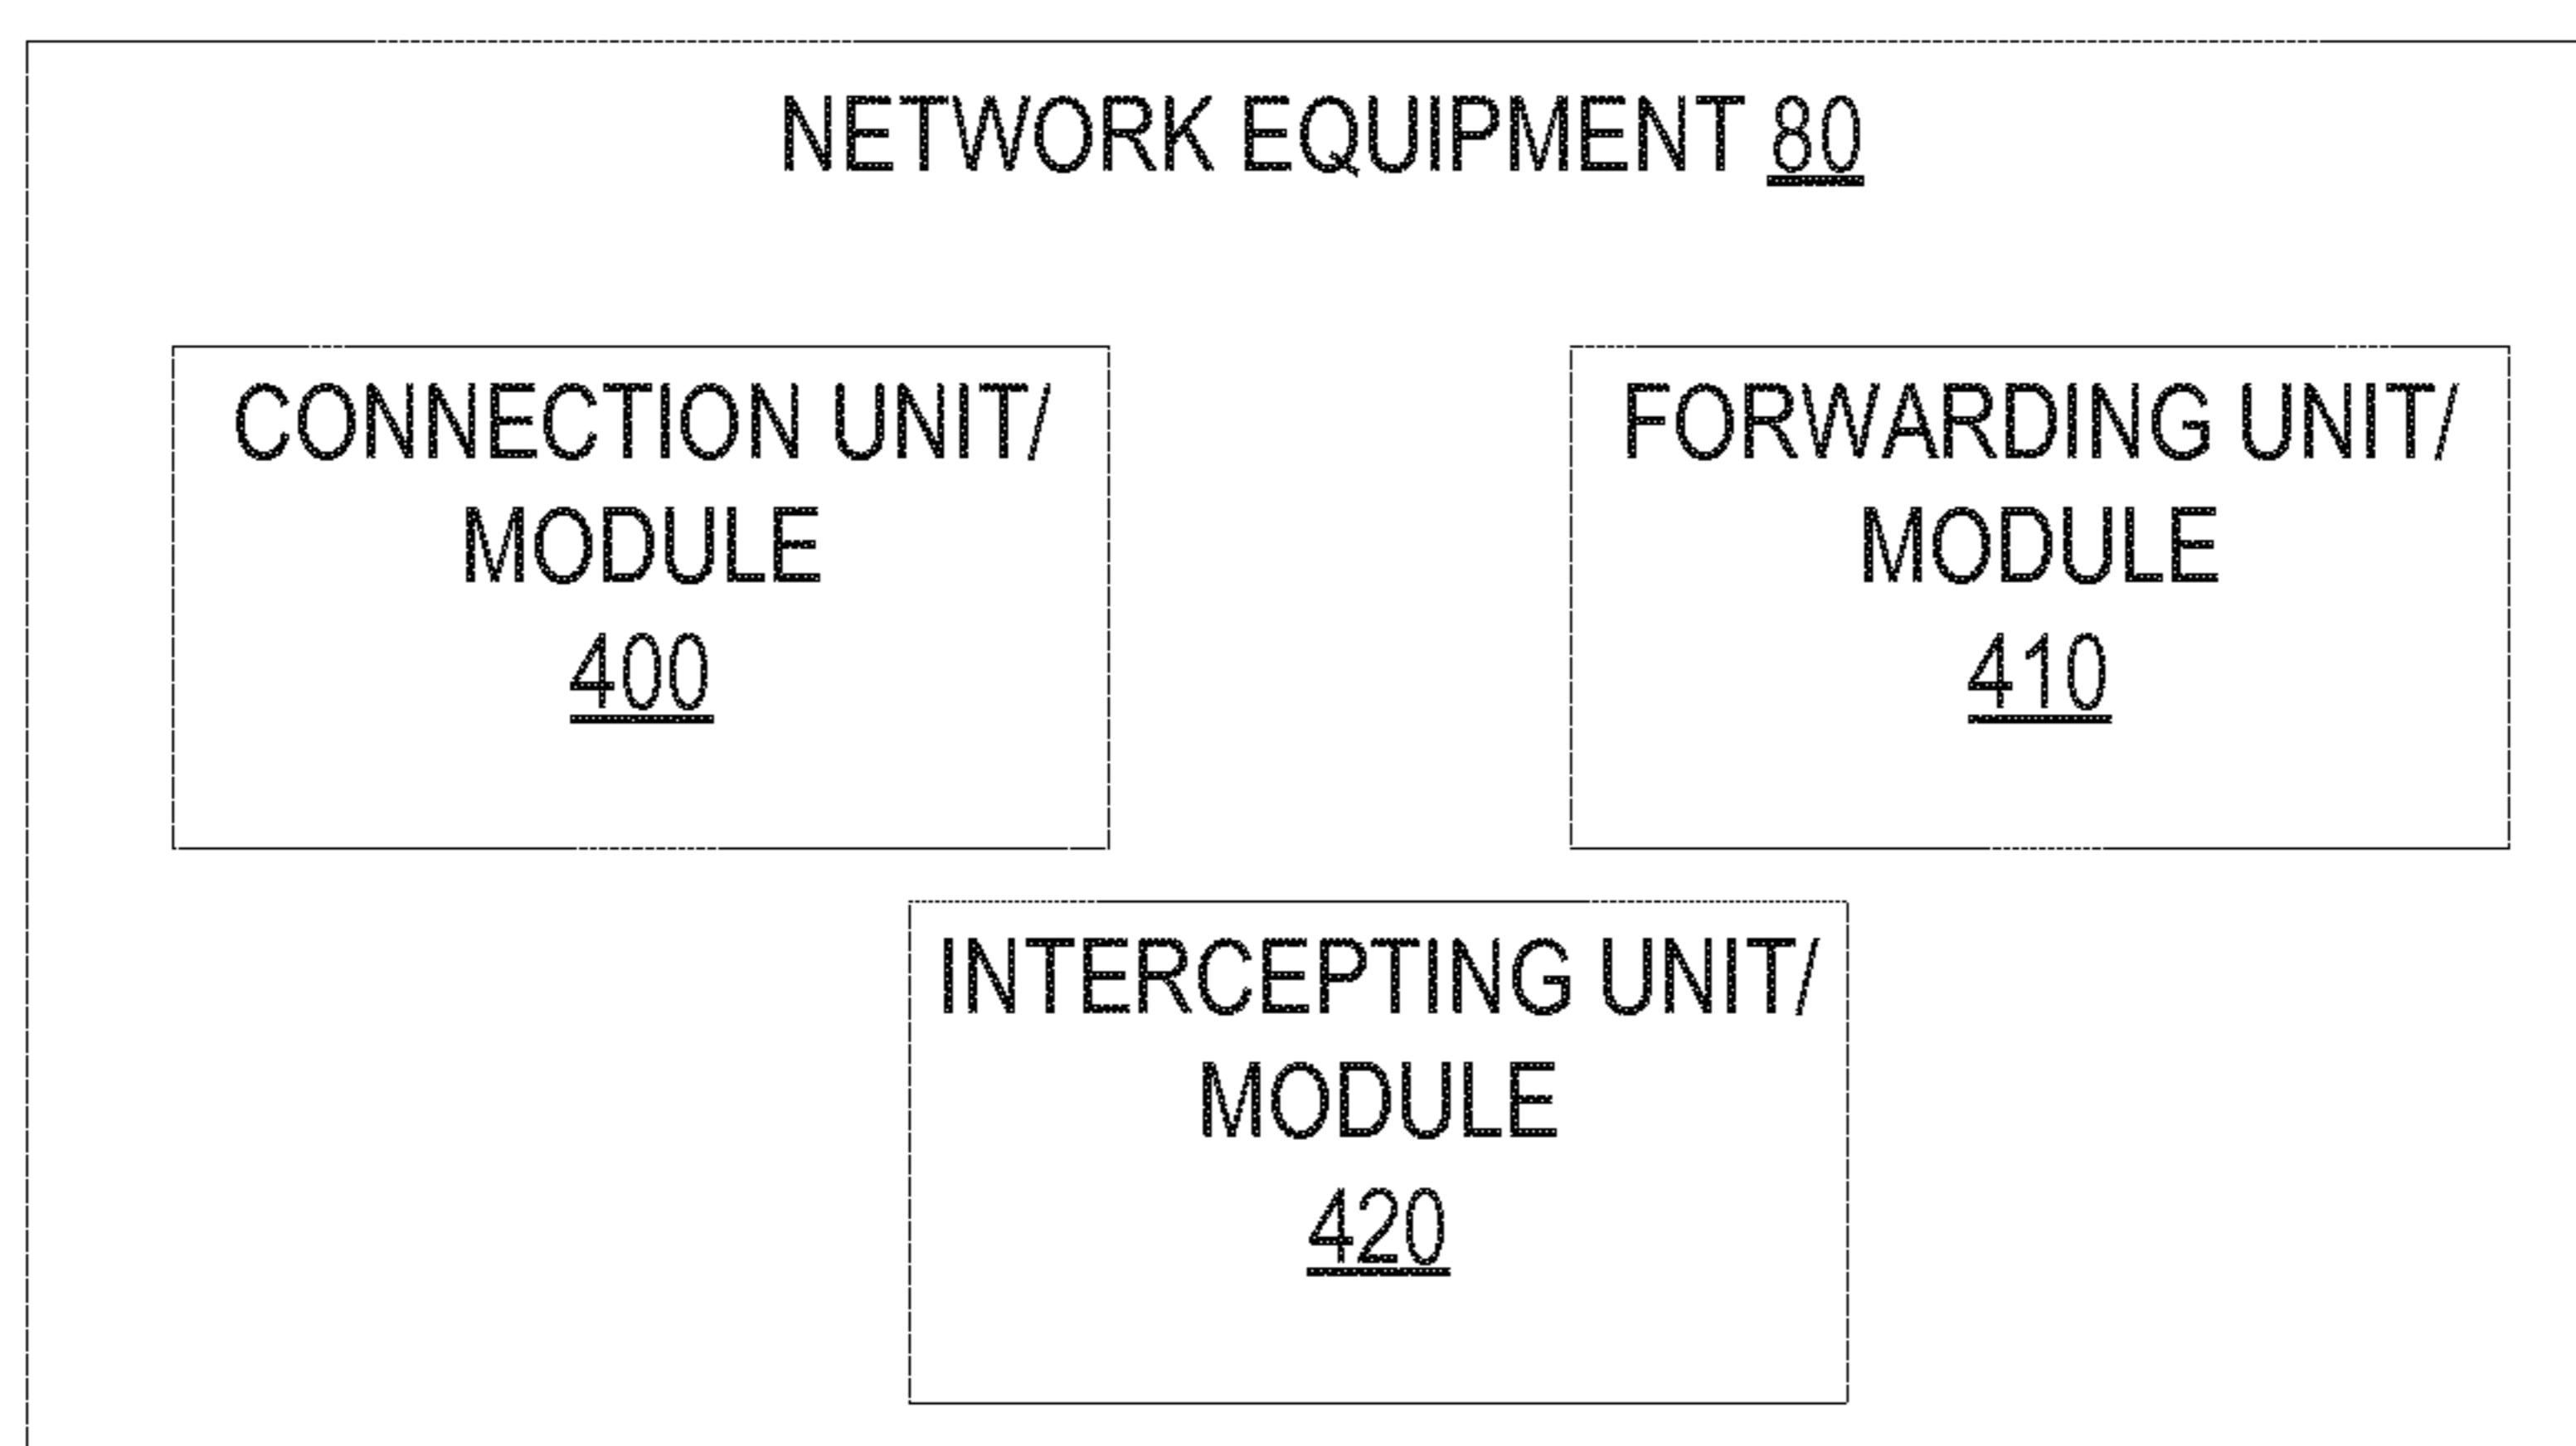 NETWORK EQUIPMENT 80
CONNECTION UNIT/
MODULE
400
FORWARDING UNIT/
MODULE
410
INTERCEPTING UNIT/
MODULE
420